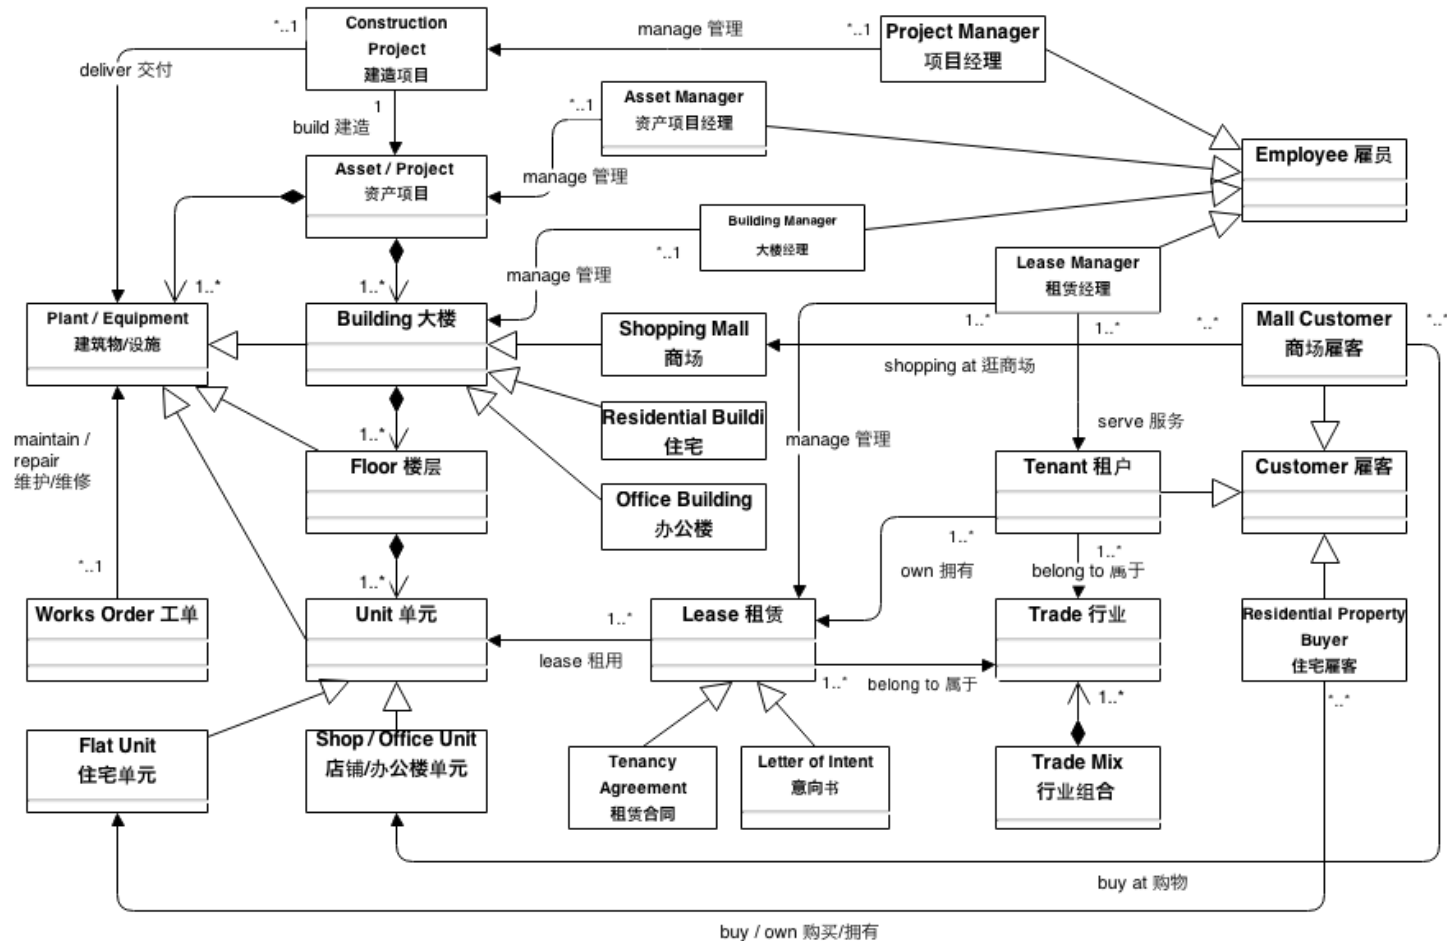 *..1
Construction
Project
建造项目
manage 管理
*..1
Project Manager
项目经理
deliver 交付
1
build 建造
*..1
Asset Manager
资产项目经理
Employee 雇员
Asset / Project
资产项目
manage 管理
Building Manager
大楼经理
*..1
Lease Manager
租赁经理
manage 管理
1..*
1..*
Plant / Equipment
建筑物/设施
Building 大楼
Shopping Mall
商场
1..*
1..*
*..*
Mall Customer
商场雇客
*..*
shopping at 逛商场
Residential Buildi
住宅
maintain /
repair
维护/维修
1..*
manage 管理
serve 服务
Floor 楼层
Office Building
办公楼
Tenant 租户
Customer 雇客
1..*
1..*
own 拥有
belong to 属于
*..1
1..*
Works Order 工单
Unit 单元
1..*
Lease 租赁
Trade 行业
Residential Property
Buyer
住宅雇客
lease 租用
1..*
belong to 属于
1..*
*..*
Flat Unit
住宅单元
Shop / Office Unit
店铺/办公楼单元
Tenancy
Agreement
租赁合同
Letter of Intent
意向书
Trade Mix
行业组合
buy at 购物
buy / own 购买/拥有